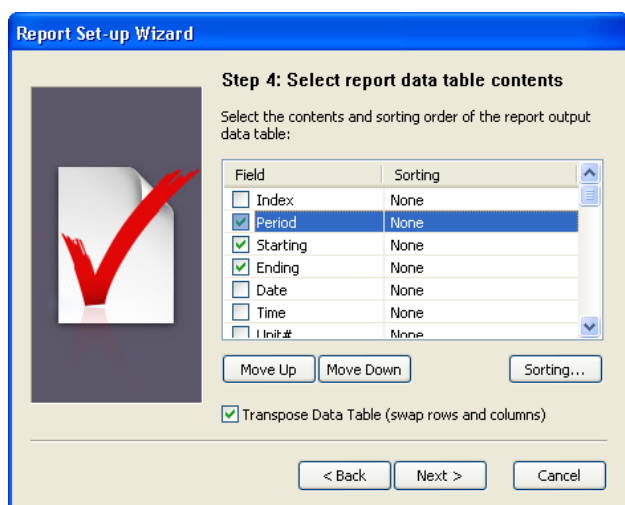 Report Set-up Wizard
Step 4: Select report data table contents
Select the contents and sorting order of the report output
data table:
Field Sorting
Index None
Period None
Starting None
Ending None
Date None
Time None
Unit# None
Move Up Move Down Sorting...
Transpose Data Table (swap rows and columns)
< Back Next > Cancel